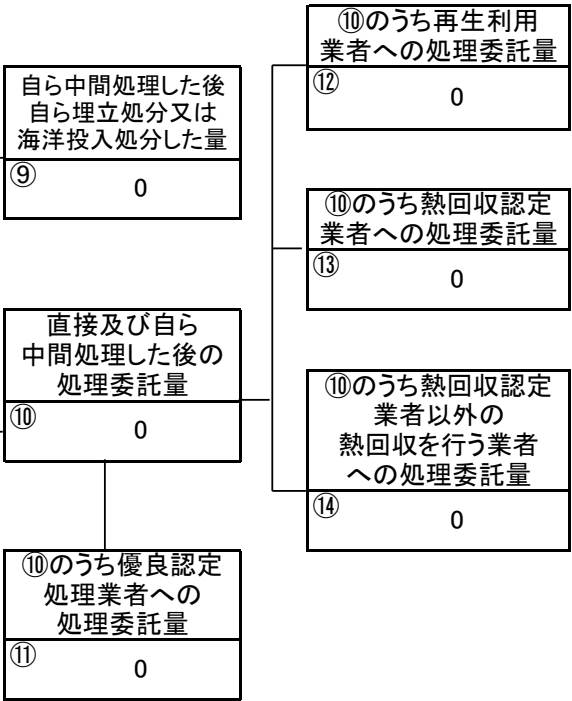 自ら中間処理した後
自ら埋立処分又は
海洋投入処分した量
⑨
0
直接及び自ら
中間処理した後の
処理委託量
⑩
0
⑩のうち優良認定
処理業者への
処理委託量
⑪
0
⑩のうち再生利用
業者への処理委託量
⑫
0
⑩のうち熱回収認定
業者への処理委託量
⑬
0
⑩のうち熱回収認定
業者以外の
熱回収を行う業者
への処理委託量
⑭
0